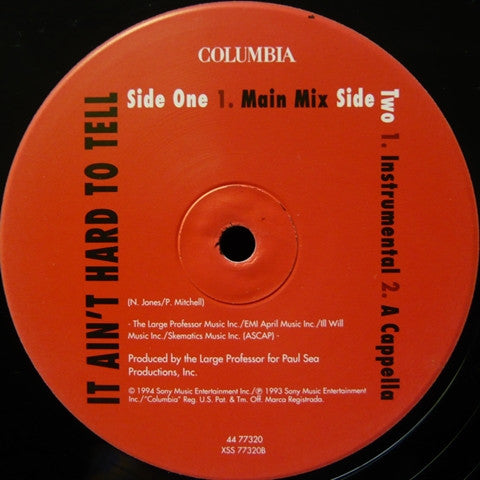 COLUMBIA
IT AIN'T HARD TO TELL
Side One 1. Main Mix Side
Two 1. Instrumental 2. A Cappella
(N. Jones/P. Mitchell)
- The Large Professor Music Inc./EMI April Music Inc./Ill Will
Music Inc./Skematics Music Inc. (ASCAP) -
Produced by the Large Professor for Paul Sea
Productions, Inc.
© 1994 Sony Music Entertainment Inc./℗ 1993 Sony Music Entertainment
Inc./"Columbia" Reg. U.S. Pat. & Tm. Off. Marca Registrada.
44 77320
XSS 77320B